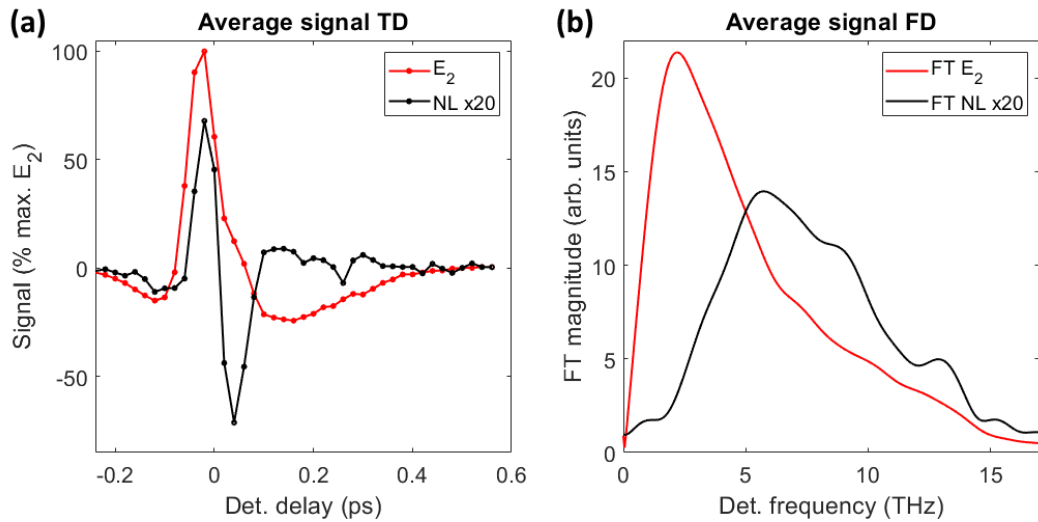 (a) Average signal TD
Signal (% max. E₂)
100
50
0
-50
E₂
NL x20
-0.2 0 0.2 0.4 0.6
Det. delay (ps)
(b) Average signal FD
FT magnitude (arb. units)
20
15
10
5
0
FT E₂
FT NL x20
0 5 10 15
Det. frequency (THz)